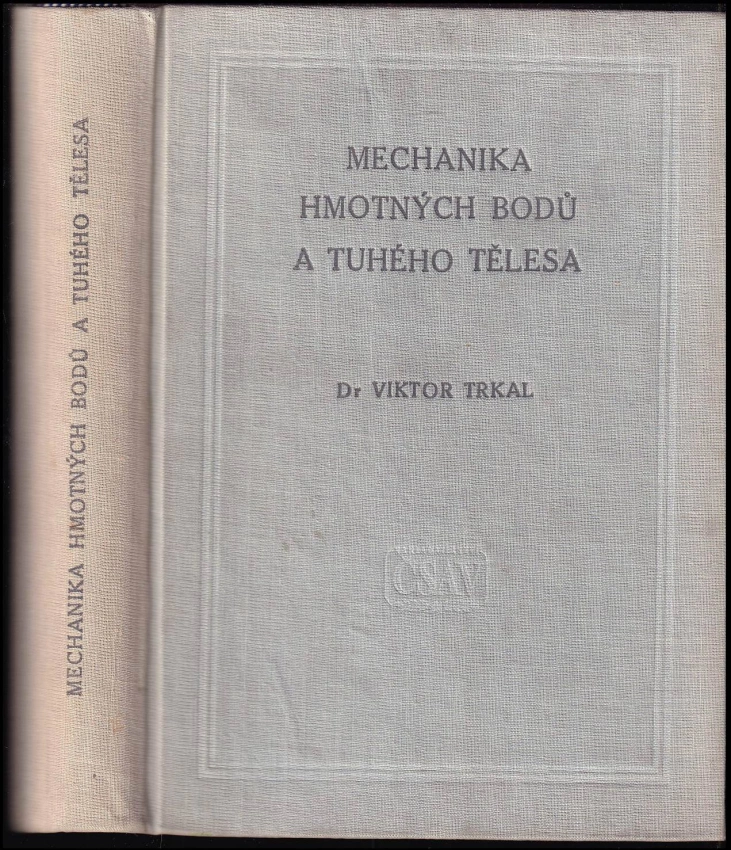 MECHANIKA HMOTNÝCH BODŮ A TUHÉHO TĚLESA
MECHANIKA
HMOTNÝCH BODŮ
A TUHÉHO TĚLESA
Dr VIKTOR TRKAL
ČSAV